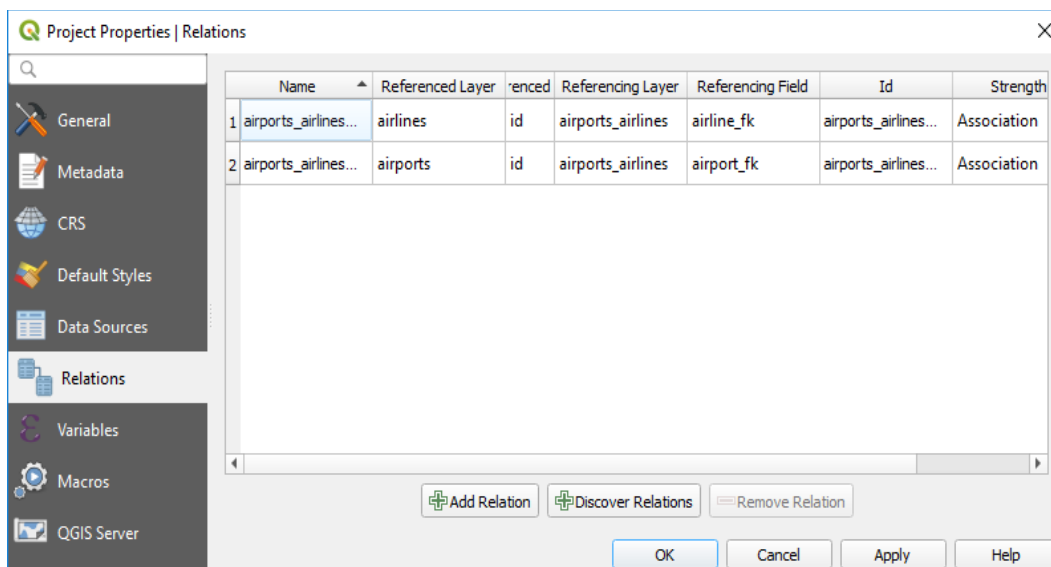 Project Properties | Relations
General
Metadata
CRS
Default Styles
Data Sources
Relations
Variables
Macros
QGIS Server
Name Referenced Layer renced Referencing Layer Referencing Field Id Strength
1 airports_airlines... airlines id airports_airlines airline_fk airports_airlines... Association
2 airports_airlines... airports id airports_airlines airport_fk airports_airlines... Association
Add Relation Discover Relations Remove Relation
OK Cancel Apply Help